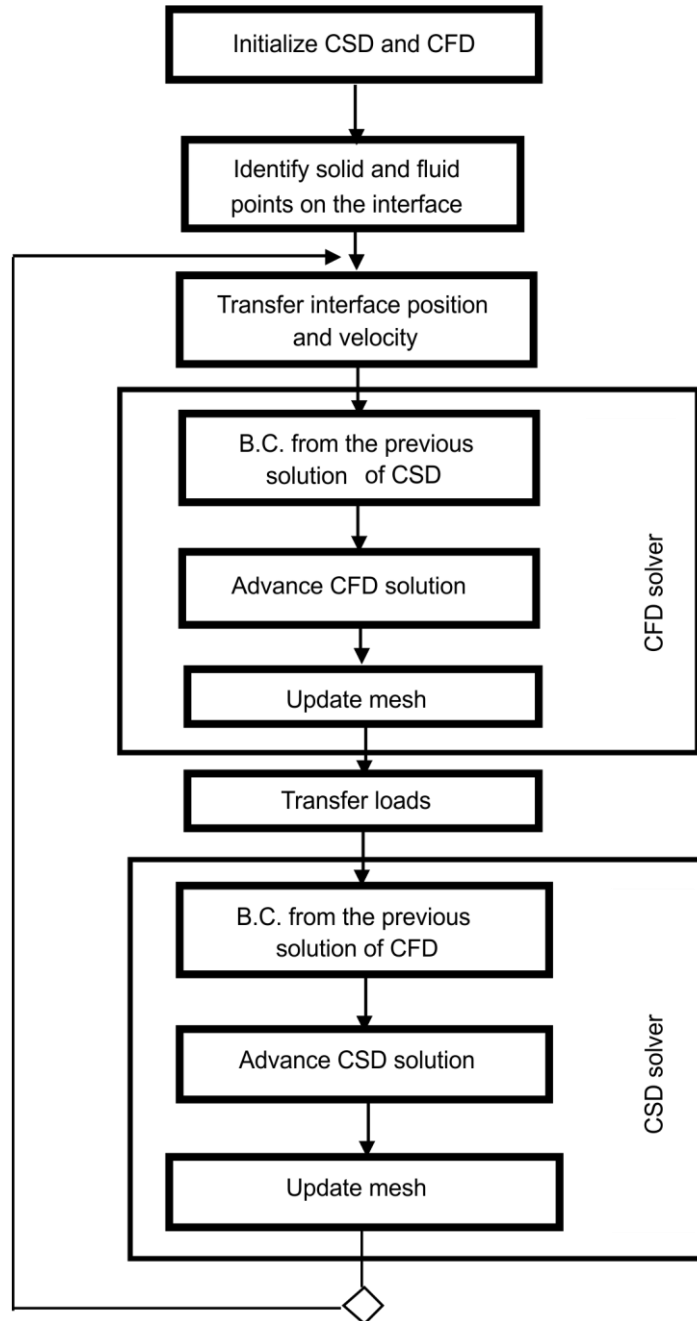 Initialize CSD and CFD
Identify solid and fluid
points on the interface
Transfer interface position
and velocity
B.C. from the previous
solution of CSD
Advance CFD solution
Update mesh
CFD solver
Transfer loads
B.C. from the previous
solution of CFD
Advance CSD solution
Update mesh
CSD solver